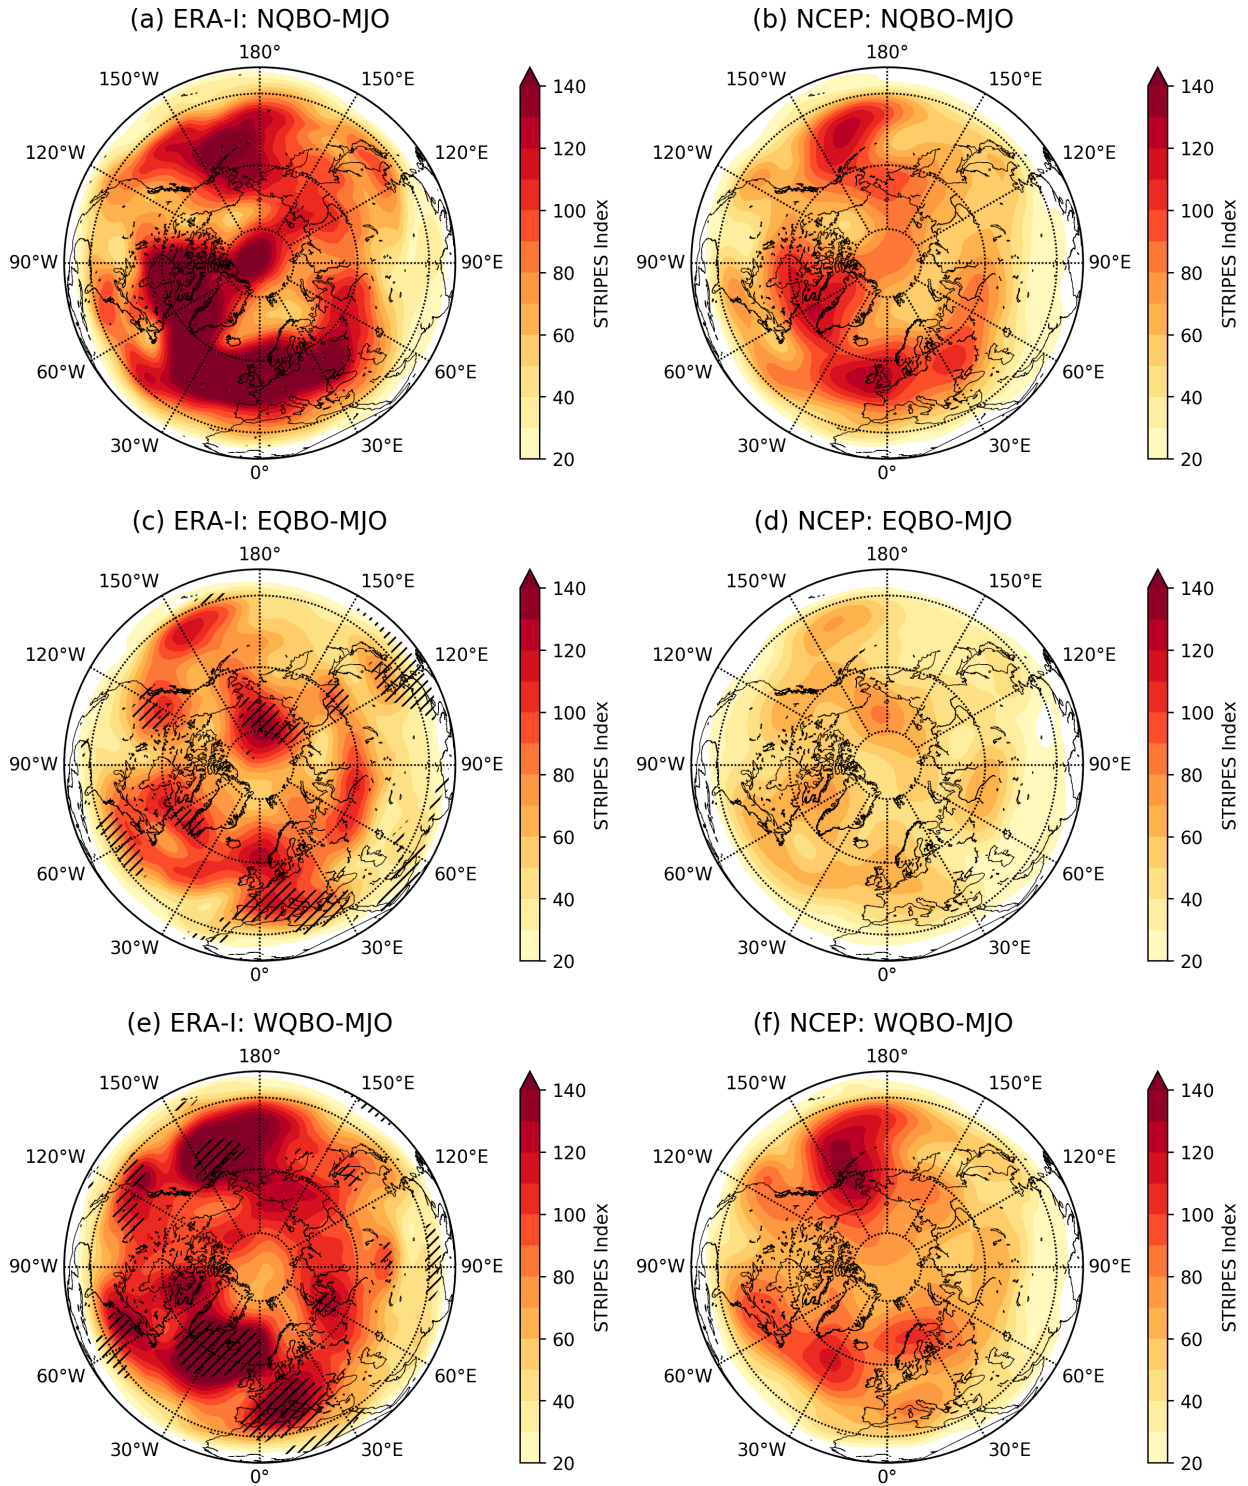 (a) ERA-I: NQBO-MJO
180°
150°W
150°E
120°W
120°E
90°W
90°E
60°W
60°E
30°W
30°E
0°
140
120
100
80
60
40
20
STRIPES Index
(b) NCEP: NQBO-MJO
180°
150°W
150°E
120°W
120°E
90°W
90°E
60°W
60°E
30°W
30°E
0°
140
120
100
80
60
40
20
STRIPES Index
(c) ERA-I: EQBO-MJO
180°
150°W
150°E
120°W
120°E
90°W
90°E
60°W
60°E
30°W
30°E
0°
140
120
100
80
60
40
20
STRIPES Index
(d) NCEP: EQBO-MJO
180°
150°W
150°E
120°W
120°E
90°W
90°E
60°W
60°E
30°W
30°E
0°
140
120
100
80
60
40
20
STRIPES Index
(e) ERA-I: WQBO-MJO
180°
150°W
150°E
120°W
120°E
90°W
90°E
60°W
60°E
30°W
30°E
0°
140
120
100
80
60
40
20
STRIPES Index
(f) NCEP: WQBO-MJO
180°
150°W
150°E
120°W
120°E
90°W
90°E
60°W
60°E
30°W
30°E
0°
140
120
100
80
60
40
20
STRIPES Index